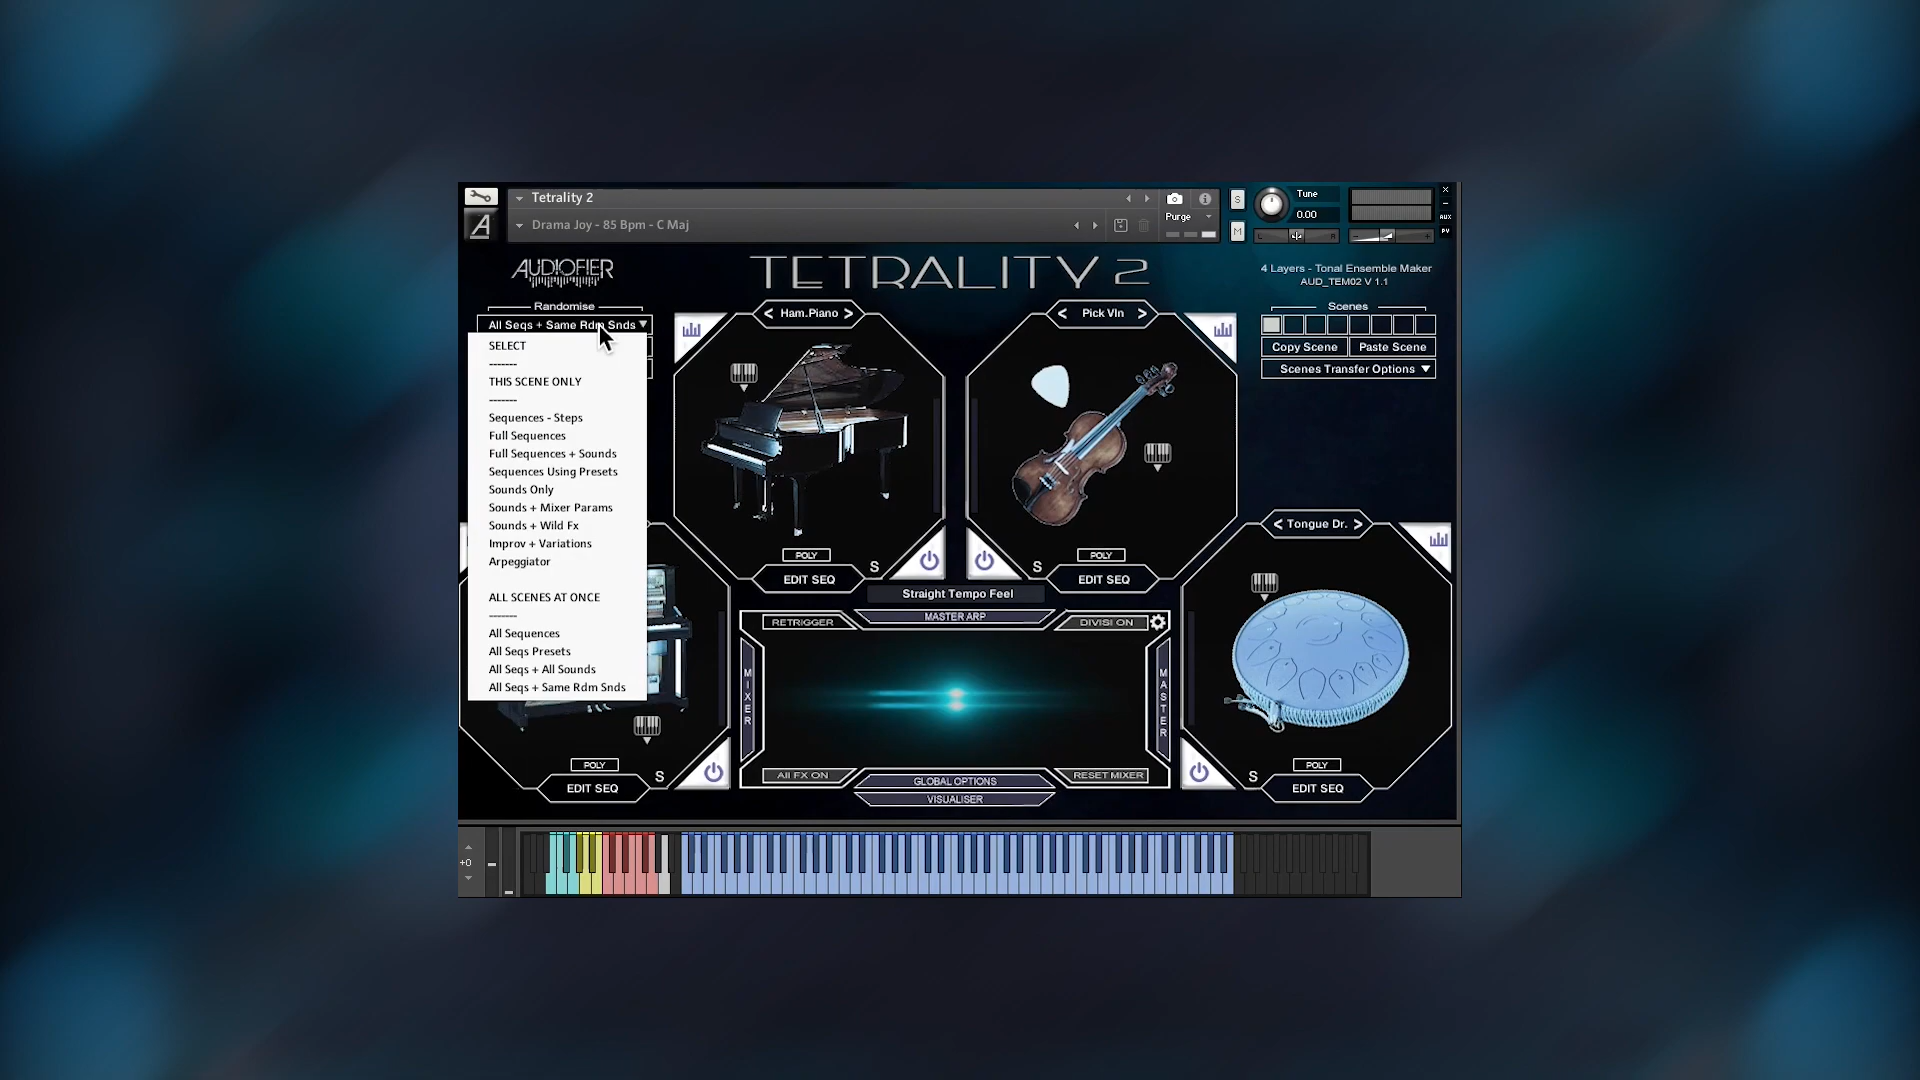 Tetrality 2
Purge
S
Tune
0.00
AUX
PV
A
Drama Joy - 85 Bpm - C Maj
M
L
R
AUDIOFIER
TETRALITY 2
4 Layers - Tonal Ensemble Maker
AUD_TEM02 V 1.1
Randomise
Scenes
All Seqs + Same Rdm Snds
Copy Scene
Paste Scene
Scenes Transfer Options
SELECT
-------
THIS SCENE ONLY
-------
Sequences - Steps
Full Sequences
Full Sequences + Sounds
Sequences Using Presets
Sounds Only
Sounds + Mixer Params
Sounds + Wild Fx
Improv + Variations
Arpeggiator
ALL SCENES AT ONCE
-------
All Sequences
All Seqs Presets
All Seqs + All Sounds
All Seqs + Same Rdm Snds
< Ham.Piano >
POLY
S
EDIT SEQ
< Pick Vln >
POLY
S
EDIT SEQ
< Tongue Dr. >
POLY
S
EDIT SEQ
POLY
S
EDIT SEQ
Straight Tempo Feel
RETRIGGER
MASTER ARP
DIVISION
MIXER
MASTER
All FX ON
GLOBAL OPTIONS
RESET MIXER
VISUALISER
+0